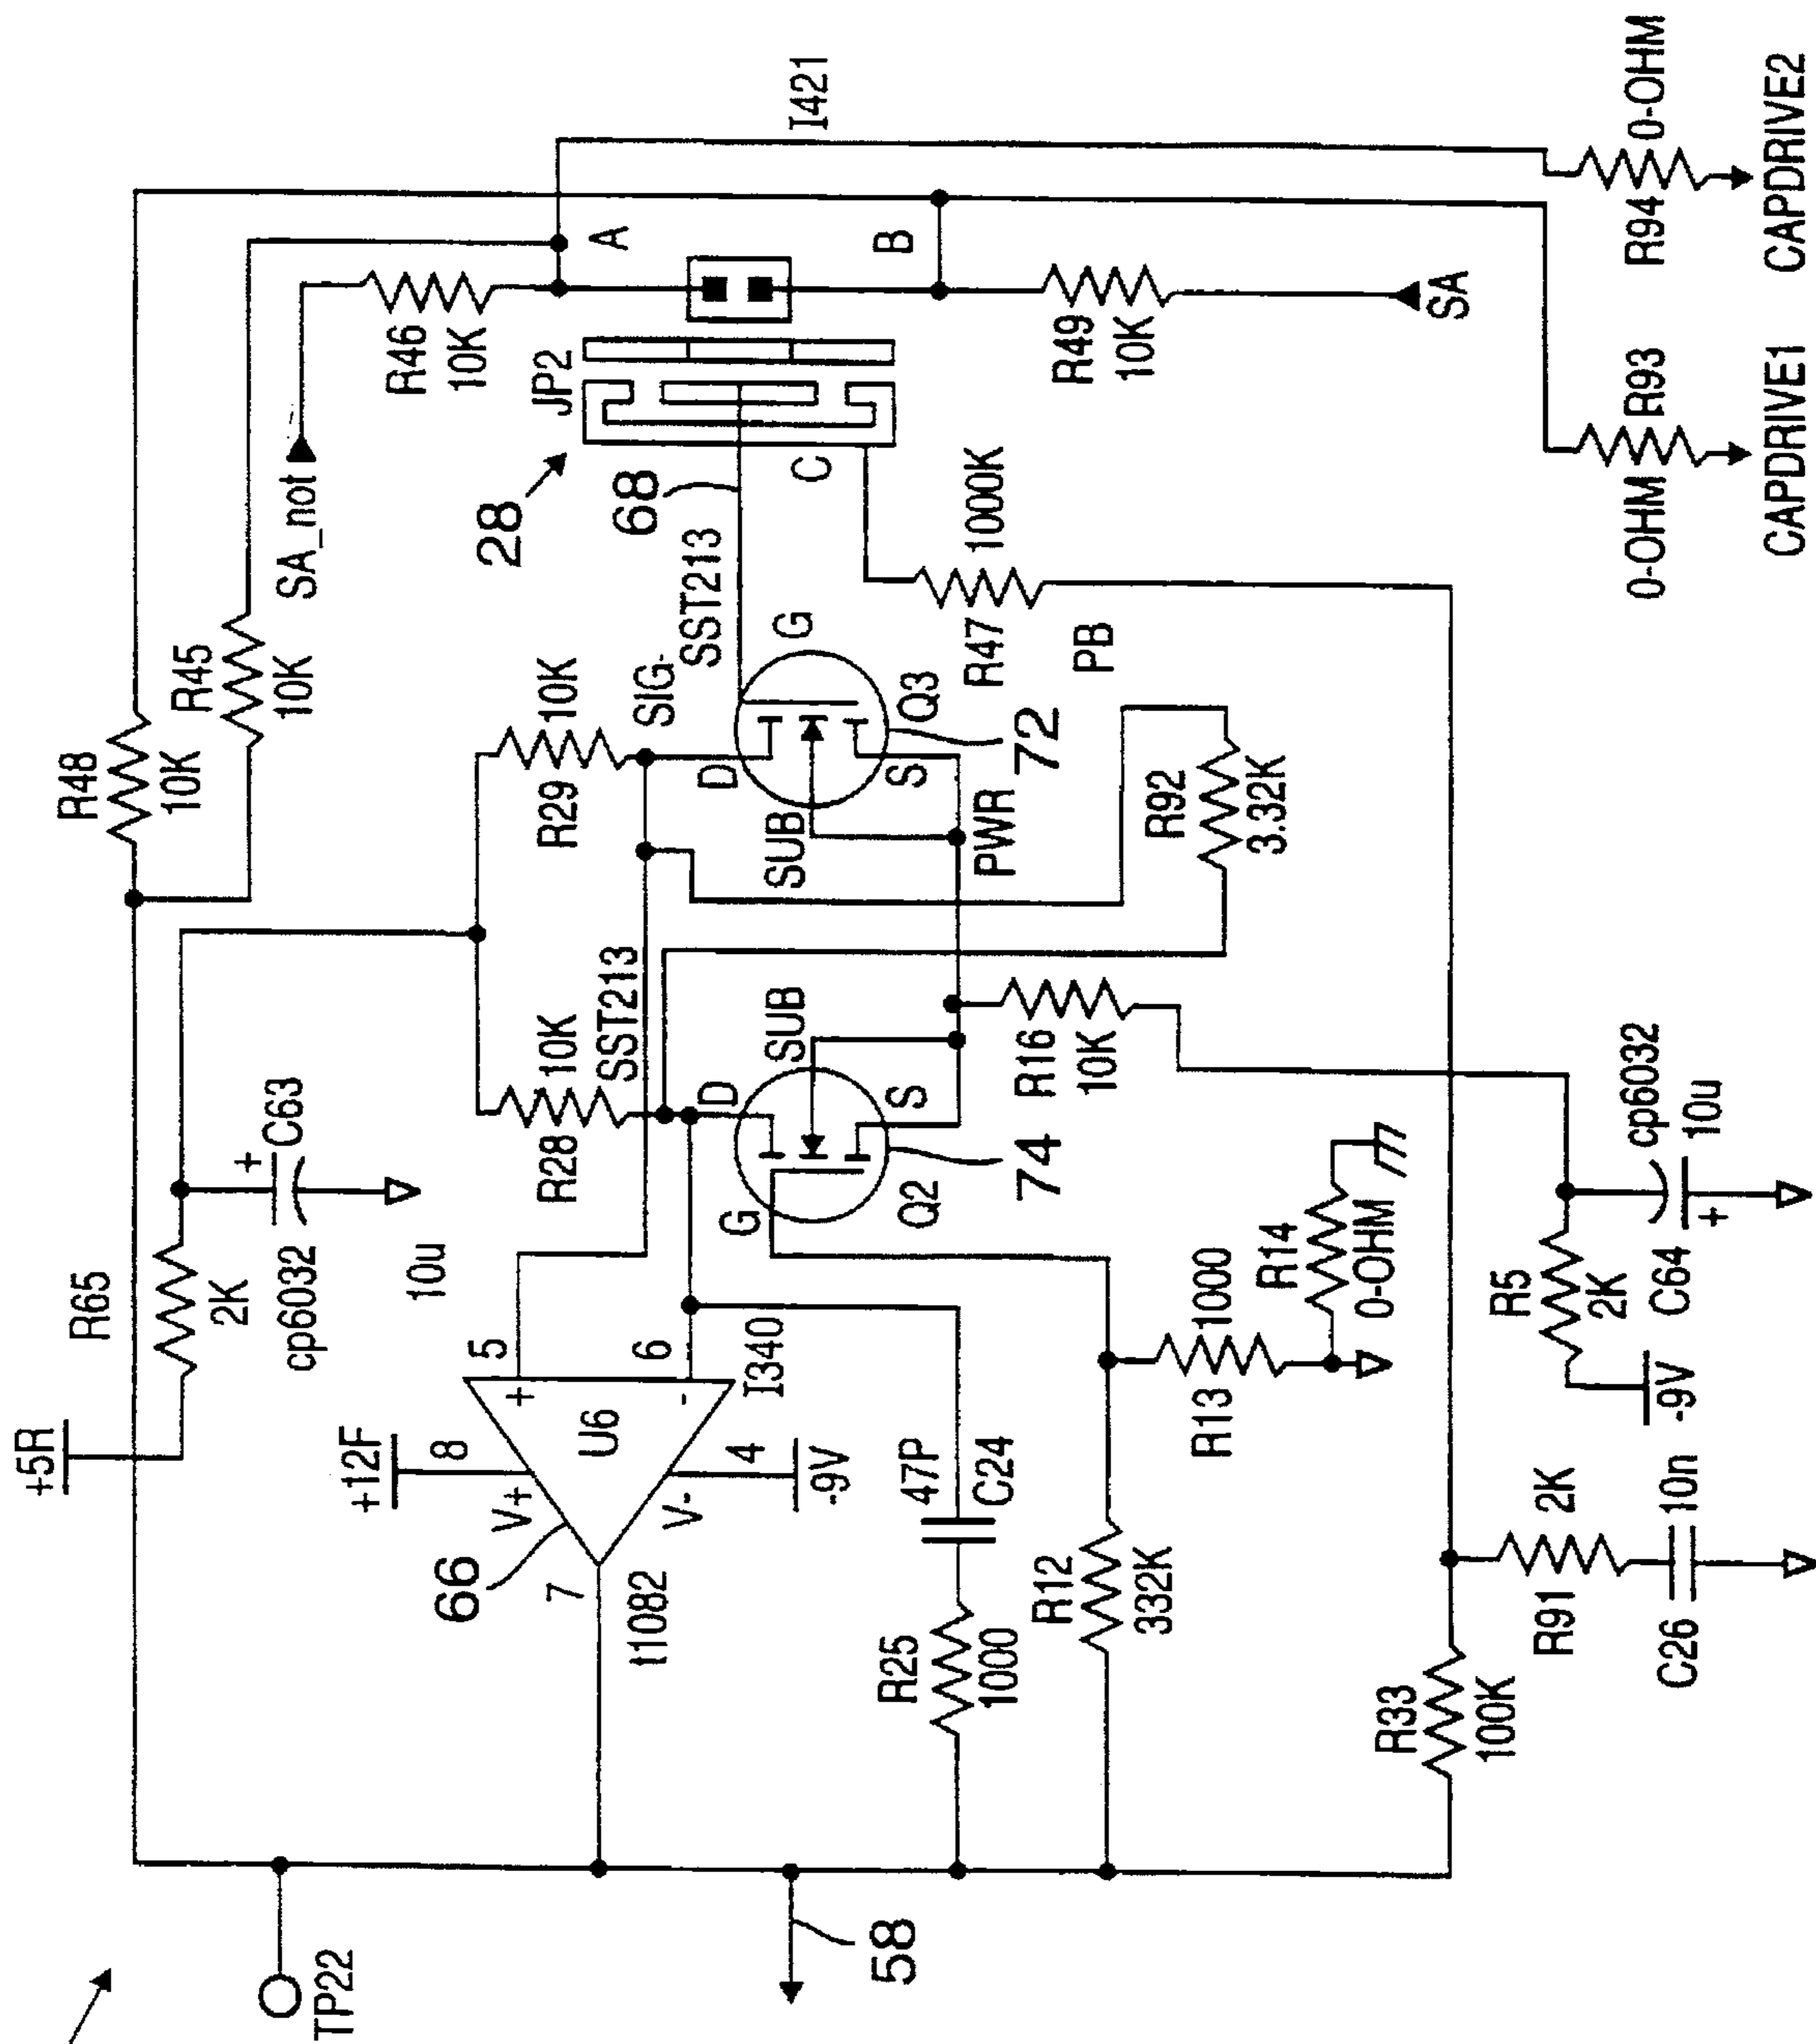 R48
10K
R45
10K
SA_not
R46
10K
A
I421
R65
2K
+5R
C63
+
cp6032
10u
R29
10K
SIG-
R28
10K
SST213
28
JP2
68
SST213
C
B
R49
10K
SA
+12F
8
V+
5
+
U6
-
6
I340
66
7
t1082
V-
4
-9V
D
G
SUB
S
Q3
72
PWR
R47
1000K
PB
R92
3.32K
D
SUB
G
S
Q2
74
R16
10K
47P
C24
R25
1000
R12
332K
R13
1000
R14
0-OHM
R5
2K
-9V
C64
+
cp6032
10u
R33
100K
R91
2K
C26
10n
0-OHM
R93
CAPDRIVE1
R94
0-OHM
CAPDRIVE2
TP22
58